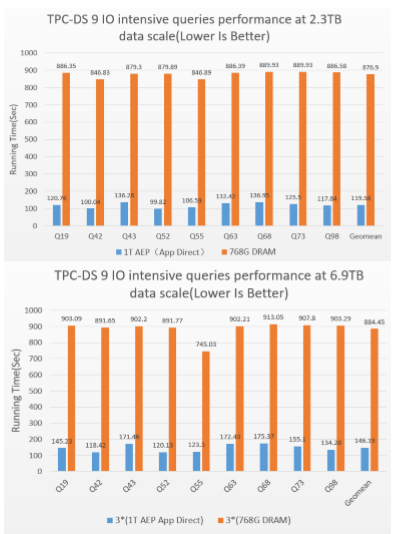 TPC-DS 9 IO intensive queries performance at 2.3TB
data scale(Lower Is Better)
Running Time(Sec)
1000
900
800
700
600
500
400
300
200
100
0
886.35
846.83
879.3
879.89
846.89
886.39
889.93
889.93
886.58
876.9
120.76
100.04
136.28
99.82
106.59
132.42
136.95
125.5
117.84
119.58
Q19
Q42
Q43
Q52
Q55
Q63
Q68
Q73
Q98
Geomean
1T AEP（App Direct） 768G DRAM
TPC-DS 9 IO intensive queries performance at 6.9TB
data scale(Lower Is Better)
Running Time(Sec)
1000
900
800
700
600
500
400
300
200
100
0
903.09
891.65
902.2
891.77
745.03
902.21
913.05
907.8
903.29
884.45
145.23
118.42
171.46
120.13
123.3
172.43
175.37
155.1
134.28
146.19
Q19
Q42
Q43
Q52
Q55
Q63
Q68
Q73
Q98
Geomean
3*(1T AEP App Direct) 3*(768G DRAM)